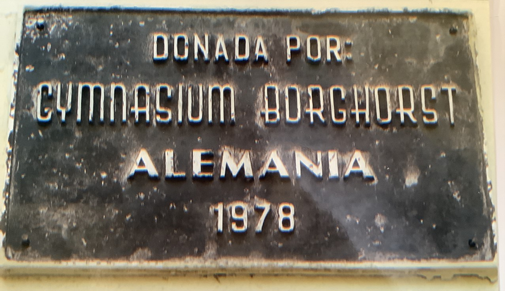 DONADA POR:
GYMNASIUM BORGHORST
ALEMANIA
1978